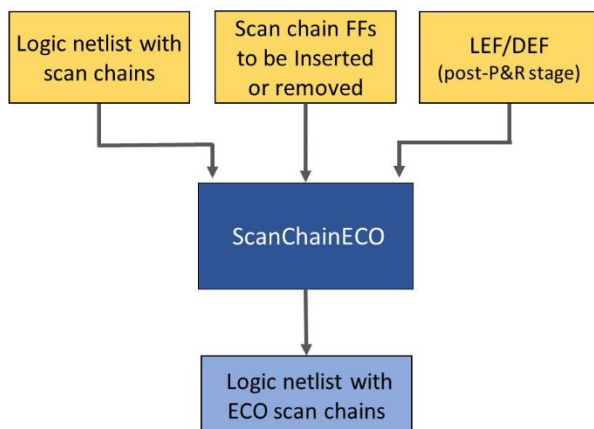 Logic netlist with
scan chains
Scan chain FFs
to be Inserted
or removed
LEF/DEF
(post-P&R stage)
ScanChainECO
Logic netlist with
ECO scan chains